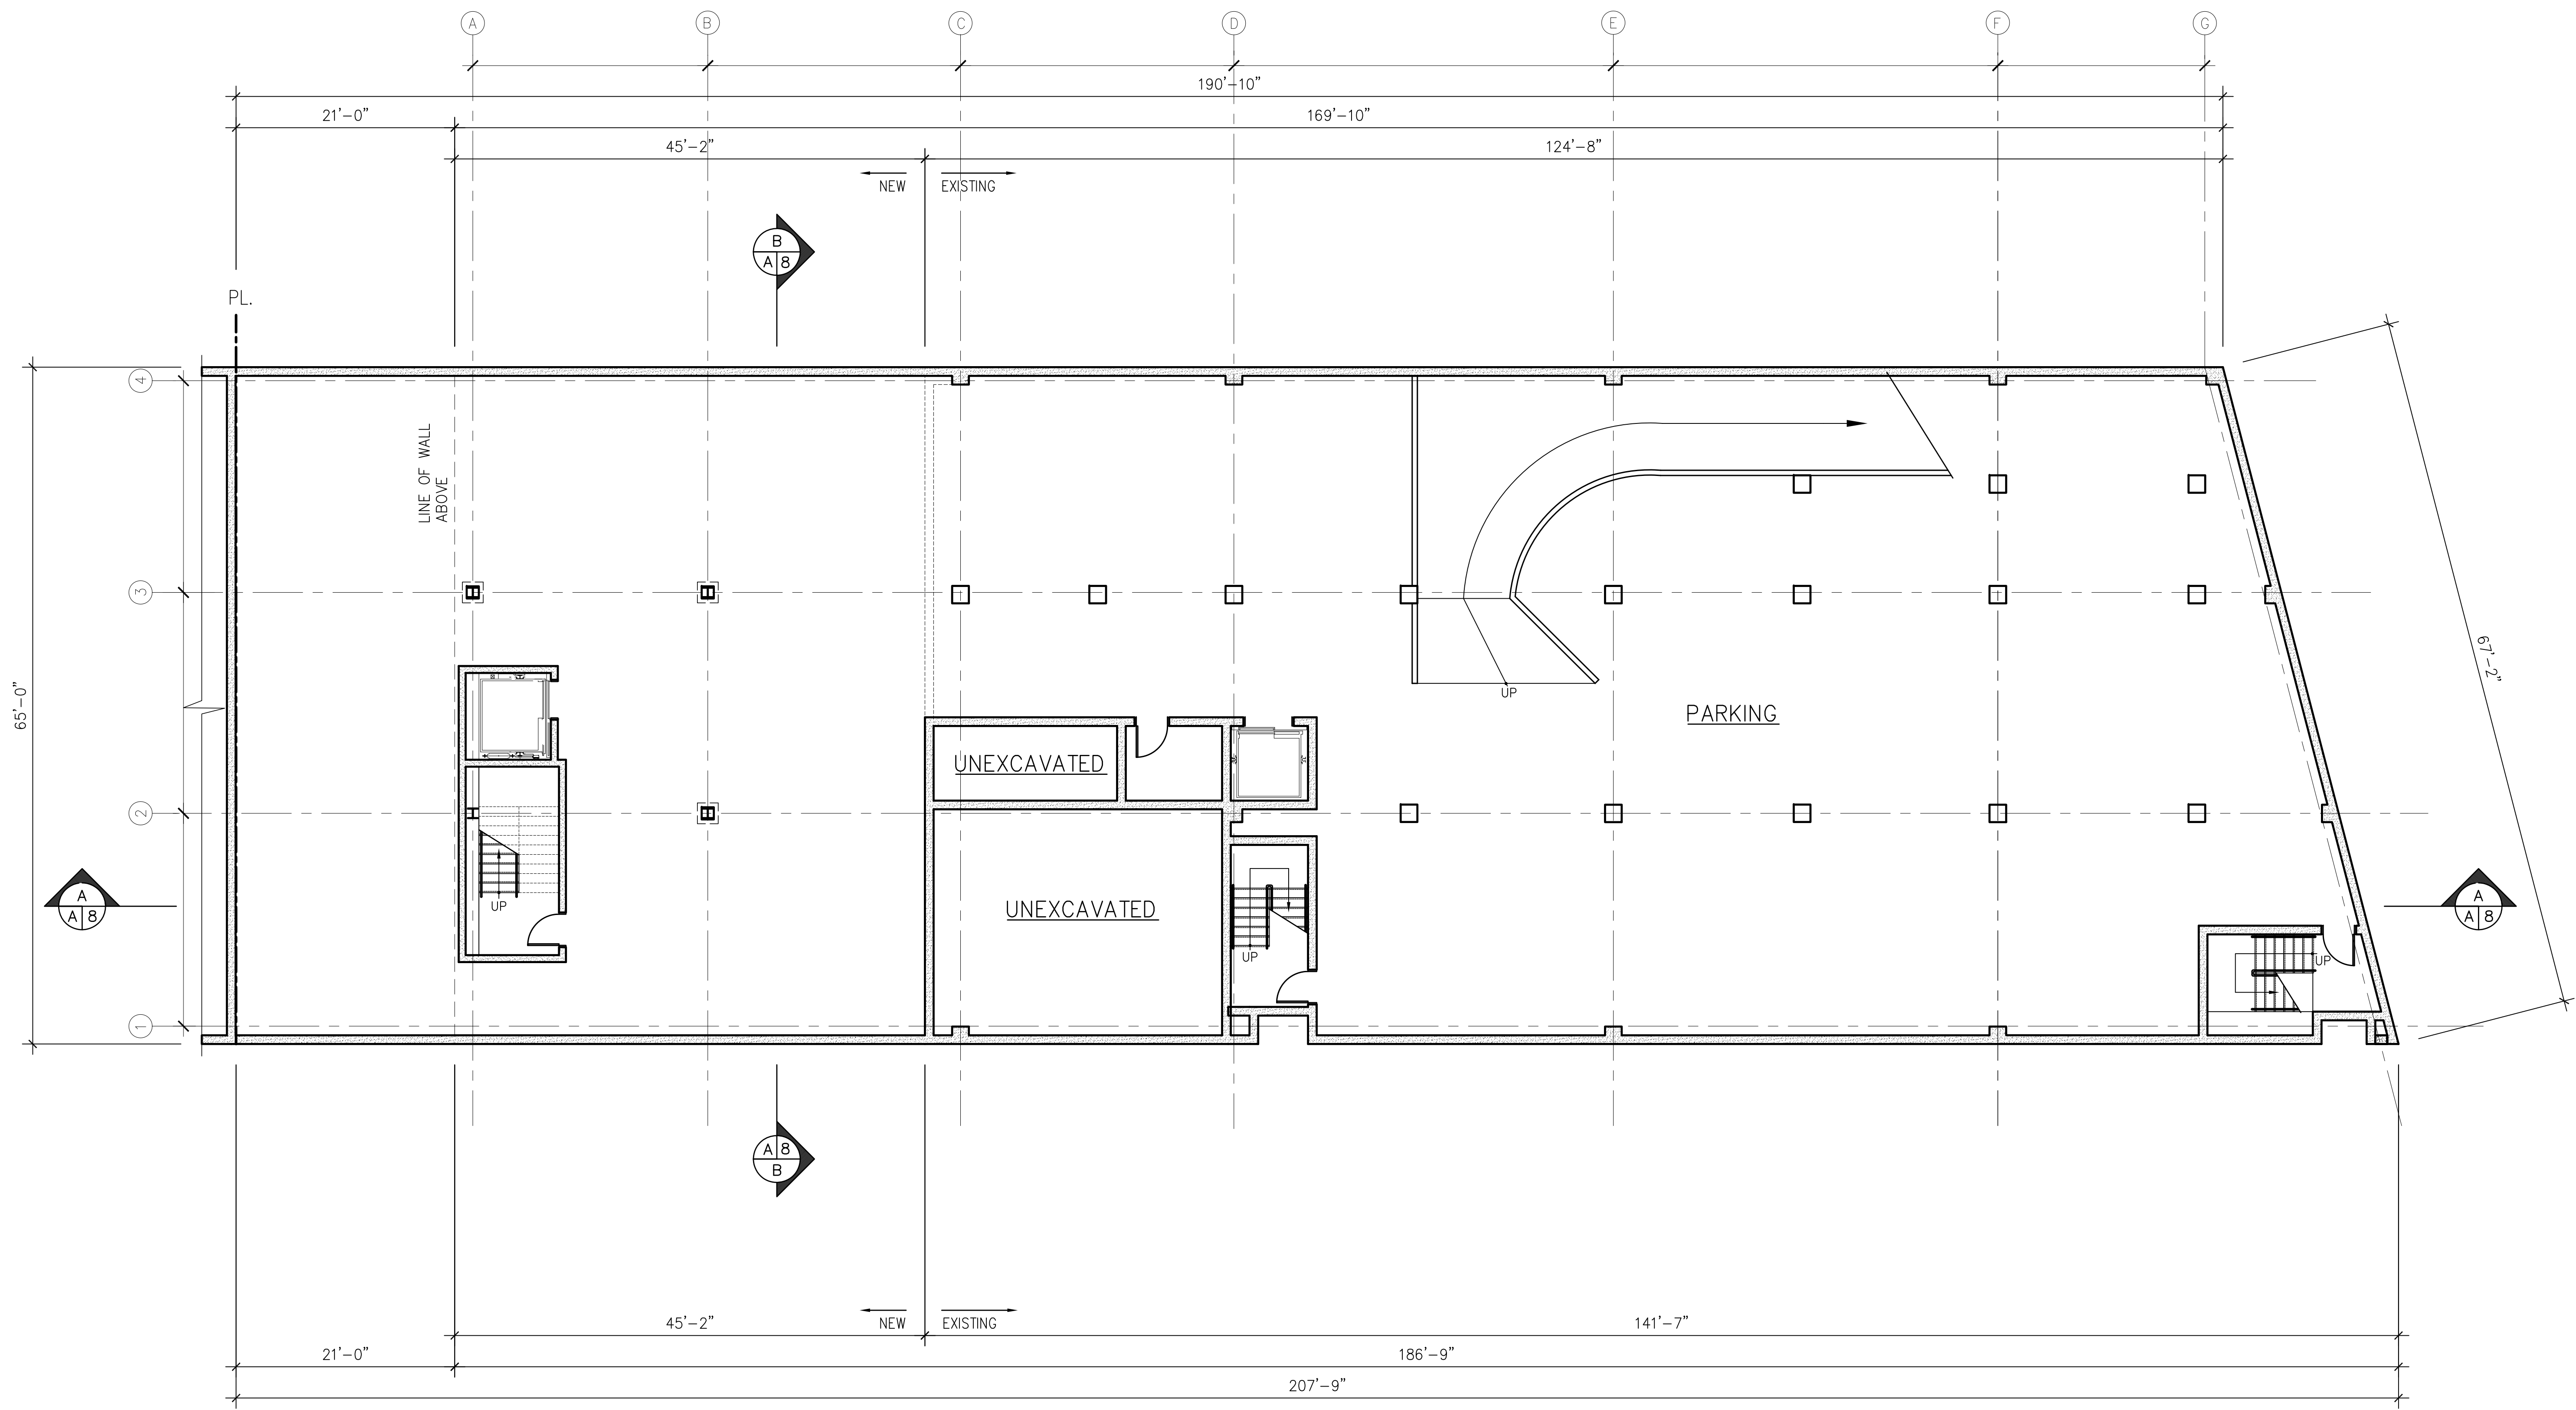 A B C D E F G
190'-10"
21'-0" 169'-10"
45'-2" 124'-8"
NEW EXISTING
B
A 8
PL.
4
LINE OF WALL
ABOVE
3
67'-2"
65'-0"
UP
PARKING
UNEXCAVATED
2
A
A 8
UP
UNEXCAVATED
UP
UP
A
A 8
1
A 8
B
NEW EXISTING
45'-2" 141'-7"
21'-0" 186'-9"
207'-9"